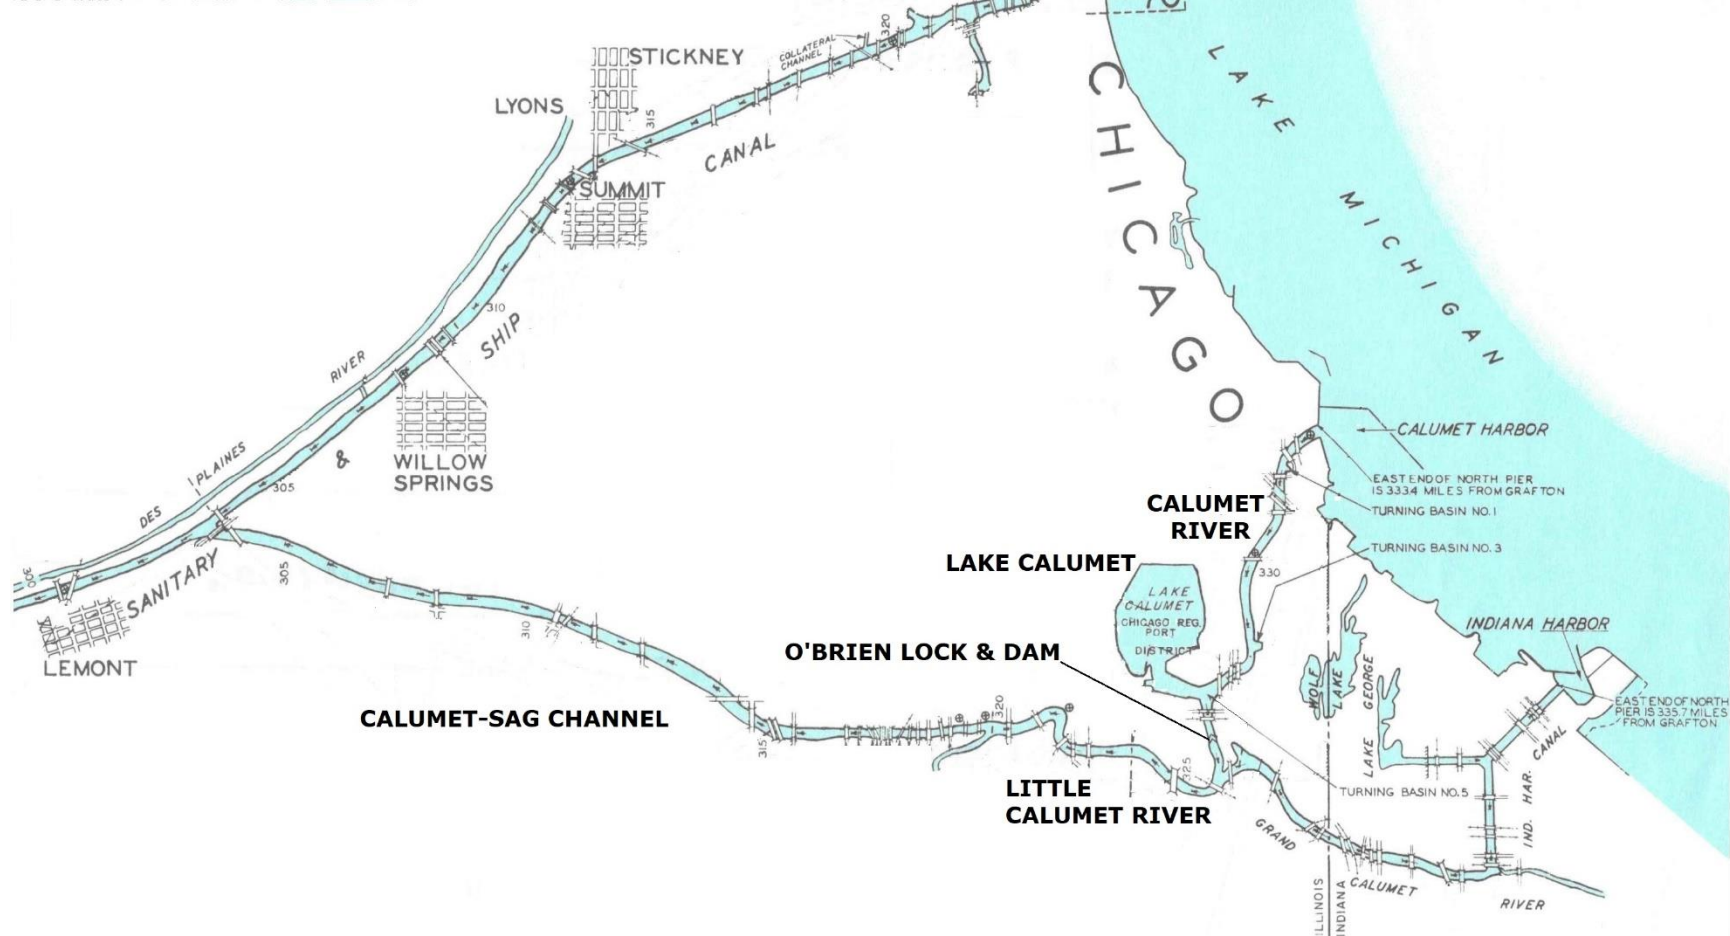 STICKNEY
COLLATERAL
CHANNEL
320
LAKE MICHIGAN
CHICAGO
LYONS
315
CANAL
SUMMIT
310
SHIP
RIVER
&
WILLOW
SPRINGS
PLAINES
DES
305
300
SANITARY
LEMONT
305
310
315
320
325
330
CALUMET HARBOR
EAST END OF NORTH PIER
IS 333.4 MILES FROM GRAFTON
TURNING BASIN NO. 1
CALUMET
RIVER
TURNING BASIN NO. 3
LAKE CALUMET
LAKE
CALUMET
CHICAGO REG.
PORT
DISTRICT
INDIANA HARBOR
O'BRIEN LOCK & DAM
WOLF
LAKE
LAKE GEORGE
EAST END OF NORTH
PIER IS 335.7 MILES
FROM GRAFTON
CALUMET-SAG CHANNEL
LITTLE
CALUMET RIVER
TURNING BASIN NO. 5
IND. HAR. CANAL
GRAND CALUMET RIVER
ILLINOIS
INDIANA